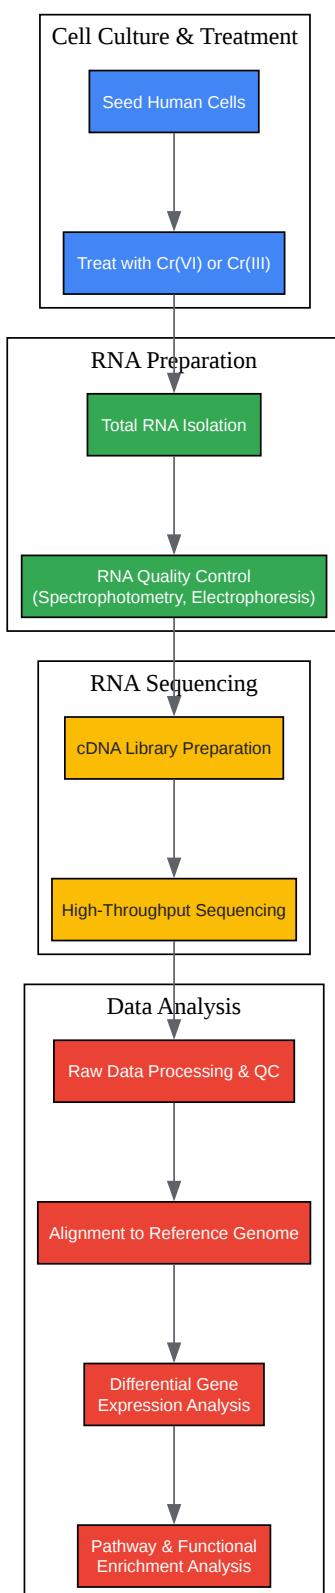 Cell Culture & Treatment
Seed Human Cells
Treat with Cr(VI) or Cr(III)
RNA Preparation
Total RNA Isolation
RNA Quality Control
(Spectrophotometry, Electrophoresis)
RNA Sequencing
cDNA Library Preparation
High-Throughput Sequencing
Data Analysis
Raw Data Processing & QC
Alignment to Reference Genome
Differential Gene
Expression Analysis
Pathway & Functional
Enrichment Analysis